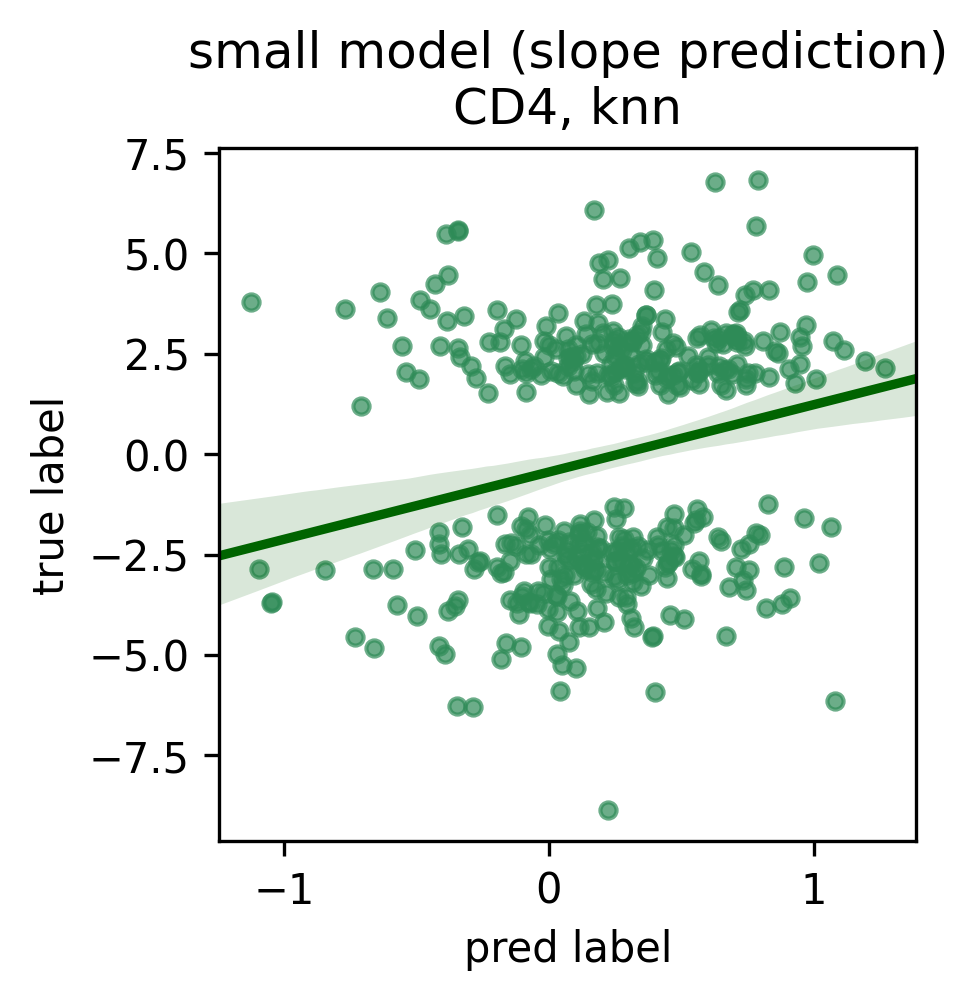 small model (slope prediction)
CD4, knn
7.5
5.0
2.5
0.0
−2.5
−5.0
−7.5
true label
−1
0
1
pred label